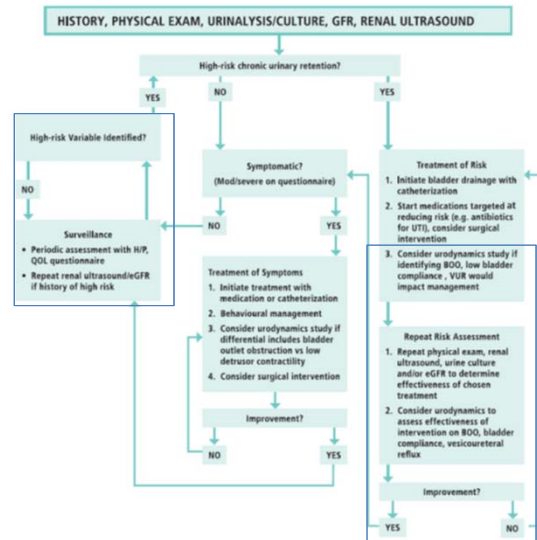 HISTORY, PHYSICAL EXAM, URINALYSIS/CULTURE, GFR, RENAL ULTRASOUND
High-risk chronic urinary retention?
YES
NO
YES
High-risk Variable Identified?
NO
Surveillance
• Periodic assessment with H/P,
QOL questionnaire
• Repeat renal ultrasound/eGFR
if history of high risk
Symptomatic?
(Mod/severe on questionnaire)
NO
YES
Treatment of Symptoms
1. Initiate treatment with
medication or catheterization
2. Behavioural management
3. Consider urodynamics study if
differential includes bladder
outlet obstruction vs low
detrusor contractility
4. Consider surgical intervention
Improvement?
NO
YES
Treatment of Risk
1. Initiate bladder drainage with
catheterization
2. Start medications targeted at
reducing risk (e.g. antibiotics
for UTI), consider surgical
intervention
3. Consider urodynamics study if
identifying BOO, low bladder
compliance , VUR would
impact management
Repeat Risk Assessment
1. Repeat physical exam, renal
ultrasound, urine culture
and/or eGFR to determine
effectiveness of chosen
treatment
2. Consider urodynamics to
assess effectiveness of
intervention on BOO, bladder
compliance, vesicoureteral
reflux
Improvement?
YES
NO